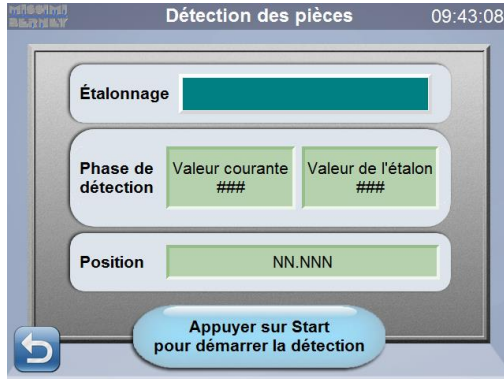 Détection des pièces
09:43:08
Étalonnage
Phase de
détection
Valeur courante
###
Valeur de l'étalon
###
Position
NN.NNN
Appuyer sur Start
pour démarrer la détection